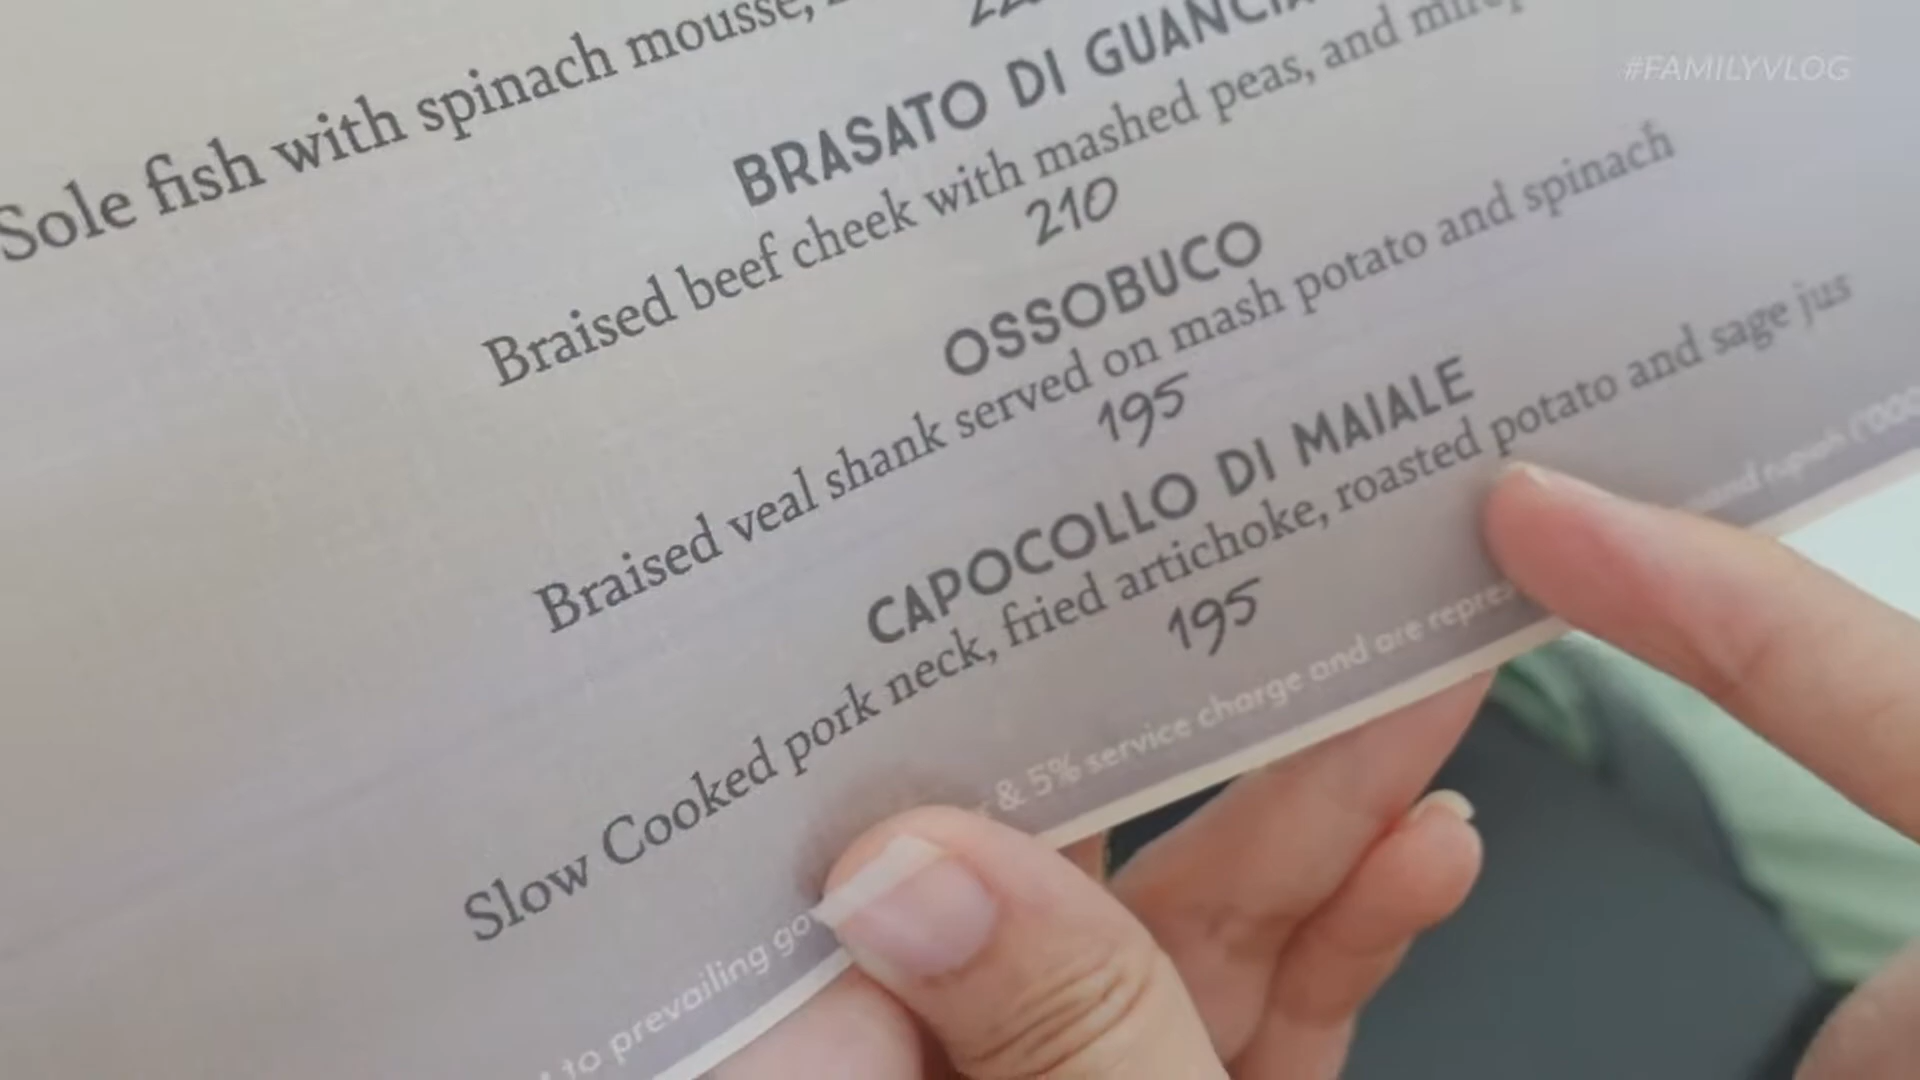 #FAMILYVLOG
Sole fish with spinach mousse,
BRASATO DI
Braised beef cheek with mashed peas, and
210
OSSOBUCO
Braised veal shank served on mash potato and spinach
195
CAPOCOLLO DI MAIALE
Slow Cooked pork neck, fried artichoke, roasted potato and sage jus
195
to prevailing & 5% service charge and are rupiah ('000